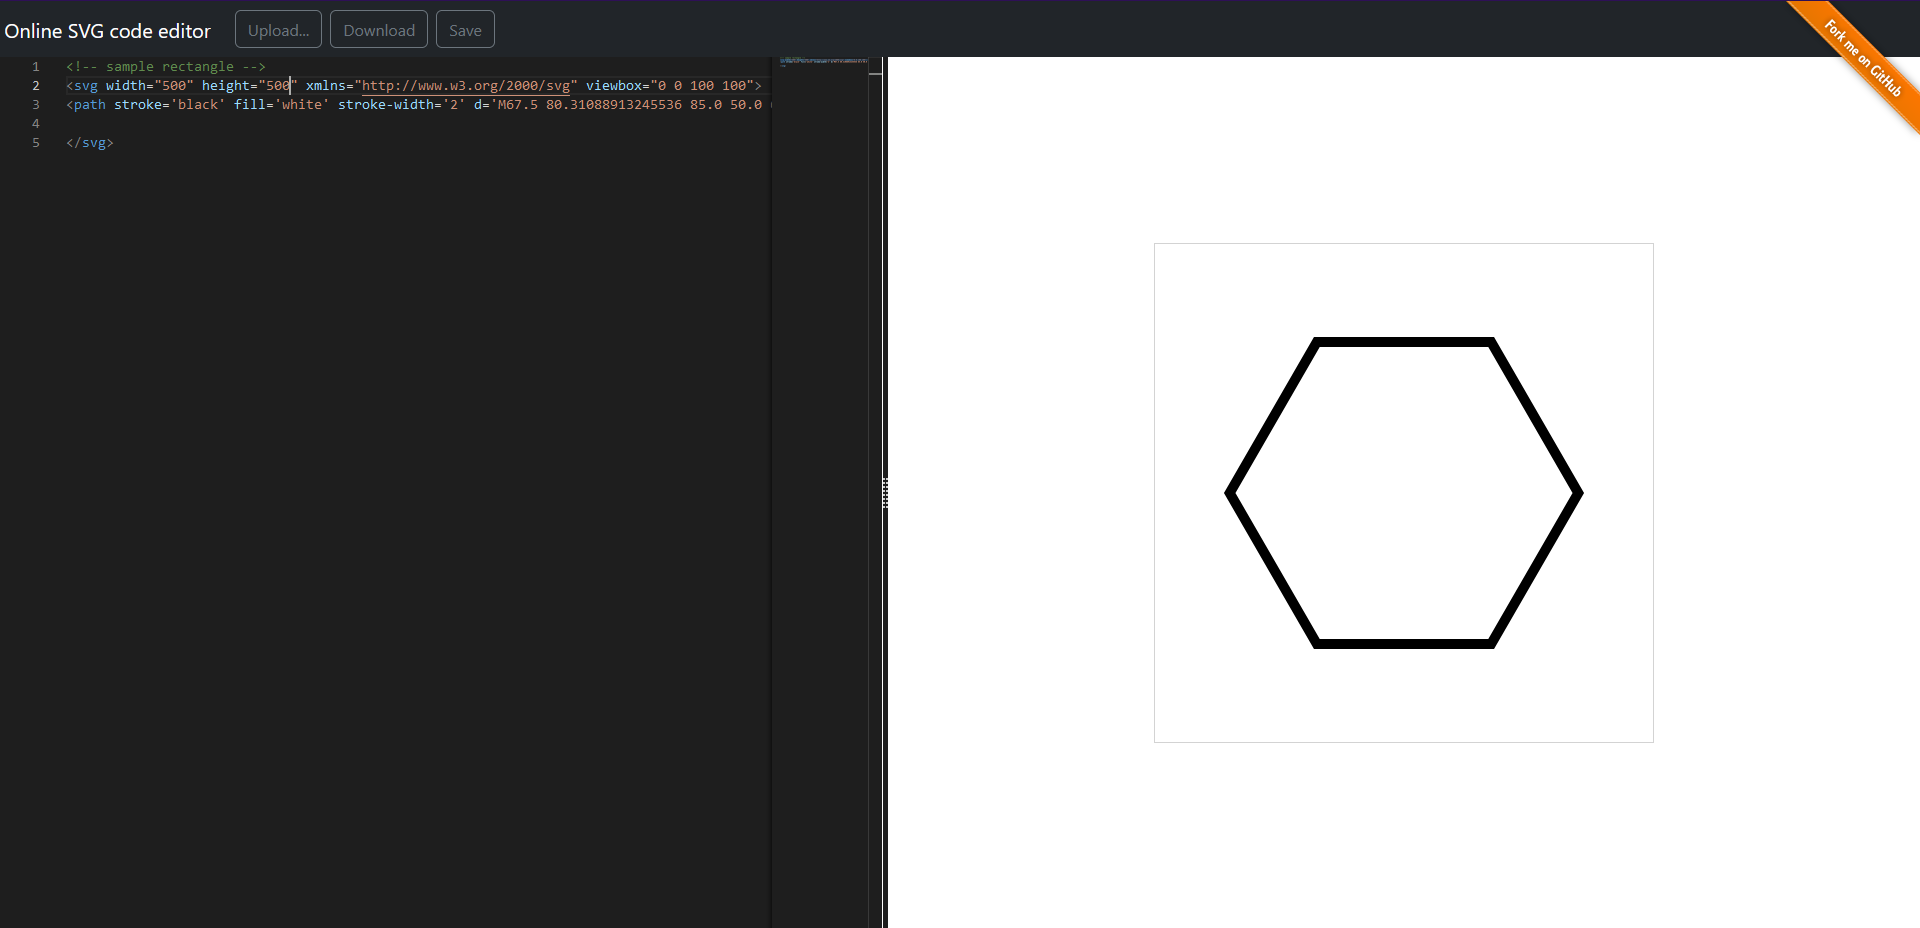 Online SVG code editor Upload... Download Save
Fork me on GitHub
1 <!-- sample rectangle -->
2 <svg width="500" height="500" xmlns="http://www.w3.org/2000/svg" viewbox="0 0 100 100">
3 <path stroke='black' fill='white' stroke-width='2' d='M67.5 80.31088913245536 85.0 50.0
4
5 </svg>